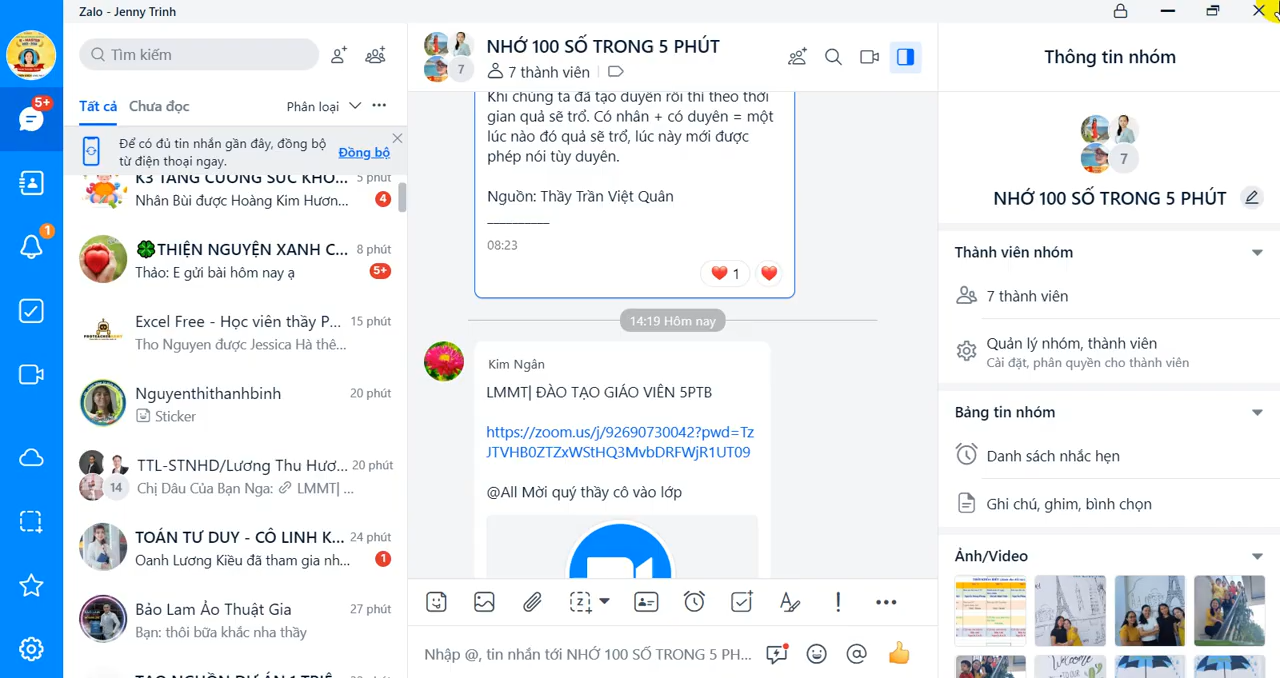 Zalo - Jenny Trinh
Tìm kiếm
Tất cả Chưa đọc Phân loại
Để có đủ tin nhắn gần đây, đồng bộ
từ điện thoại ngay.
Đồng bộ
5+
1
K3 TĂNG CƯỜNG SỨC KHO... 5 phút
Nhân Bùi được Hoàng Kim Hươn... 4
THIỆN NGUYỆN XANH C... 8 phút
Thảo: E gửi bài hôm nay ạ 5+
Excel Free - Học viên thầy P... 15 phút
Tho Nguyen được Jessica Hà thê...
Nguyenthithanhbinh 20 phút
Sticker
TTL-STNHD/Lương Thu Hươ... 20 phút
14 Chị Dâu Của Bạn Nga: LMMT| ...
TOÁN TƯ DUY - CÔ LINH K... 24 phút
Oanh Lương Kiều đã tham gia nh... 1
Bảo Lam Ảo Thuật Gia 27 phút
Bạn: thôi bữa khác nha thầy
NHỚ 100 SỐ TRONG 5 PHÚT
7
7 thành viên
Khi chúng ta đã tạo duyên rồi thì theo thời
gian quả sẽ trổ. Có nhân + có duyên = một
lúc nào đó quả sẽ trổ, lúc này mới được
phép nói tùy duyên.
Nguồn: Thầy Trần Việt Quân
___________
08:23
1
14:19 Hôm nay
Kim Ngân
LMMT| ĐÀO TẠO GIÁO VIÊN 5PTB
https://zoom.us/j/92690730042?pwd=Tz
JTVHB0ZTZxWStHQ3MvbDRFWjR1UT09
@All Mời quý thầy cô vào lớp
Nhập @, tin nhắn tới NHỚ 100 SỐ TRONG 5 PH...
Thông tin nhóm
7
NHỚ 100 SỐ TRONG 5 PHÚT
Thành viên nhóm
7 thành viên
Quản lý nhóm, thành viên
Cài đặt, phân quyền cho thành viên
Bảng tin nhóm
Danh sách nhắc hẹn
Ghi chú, ghim, bình chọn
Ảnh/Video